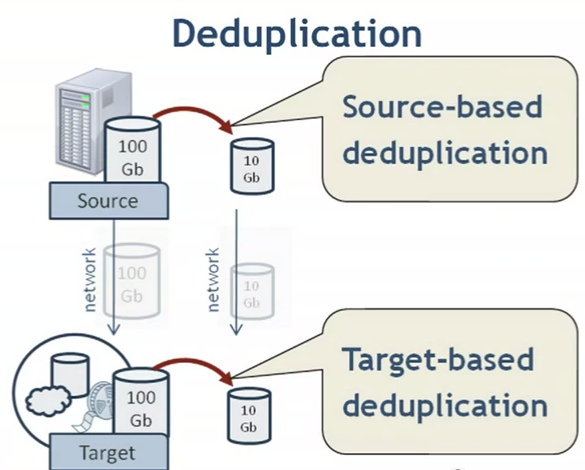 Deduplication
100
Gb
10
Gb
Source-based
deduplication
Source
network
100
Gb
network
10
Gb
100
Gb
10
Gb
Target-based
deduplication
Target